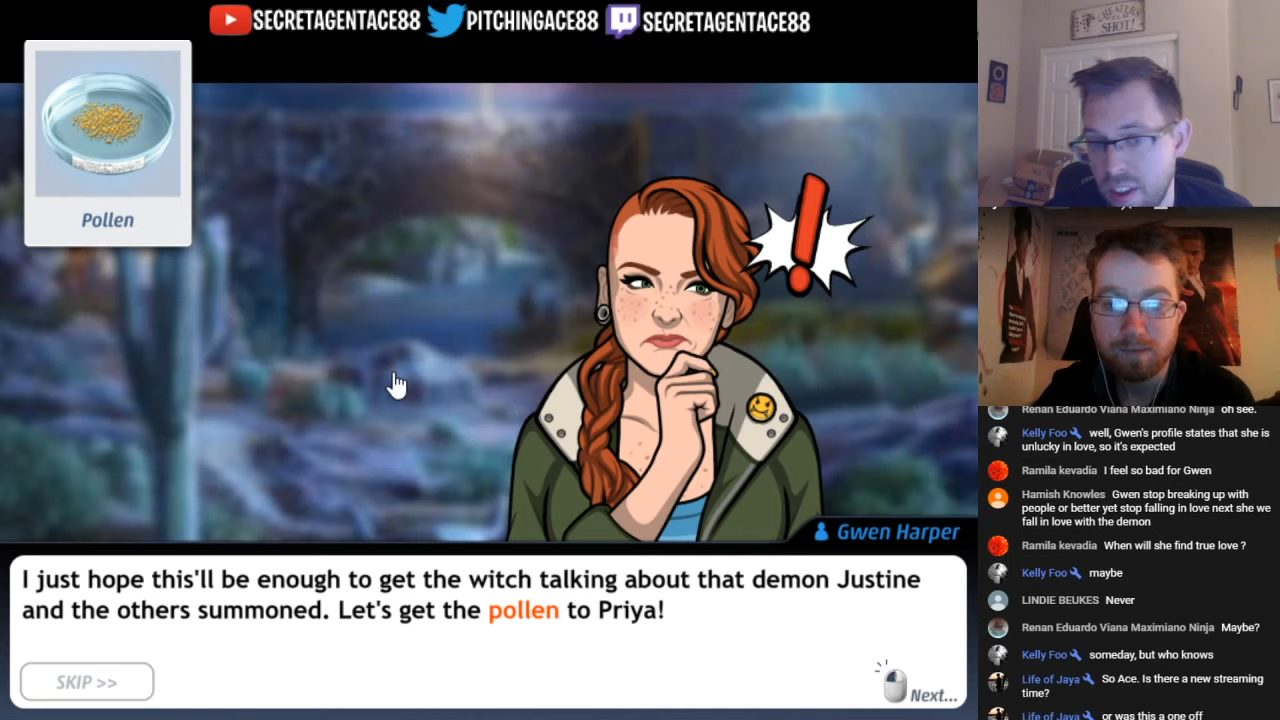 SECRETAGENTACE88 PITCHINGACE88 SECRETAGENTACE88
SHOT!
Pollen
Gwen Harper
I just hope this'll be enough to get the witch talking about that demon Justine
and the others summoned. Let's get the pollen to Priya!
SKIP >>
Next...
Renan Eduardo Viana Maximiano Ninja oh see.
Kelly Foo well, Gwen's profile states that she is
unlucky in love, so it's expected
Ramila kevadia I feel so bad for Gwen
Hamish Knowles Gwen stop breaking up with
people or better yet stop falling in love next she we
fall in love with the demon
Ramila kevadia When will she find true love ?
Kelly Foo maybe
LINDIE BEUKES Never
Renan Eduardo Viana Maximiano Ninja Maybe?
Kelly Foo someday, but who knows
Life of Jaya So Ace. Is there a new streaming
time?
Life of Jaya or was this a one off